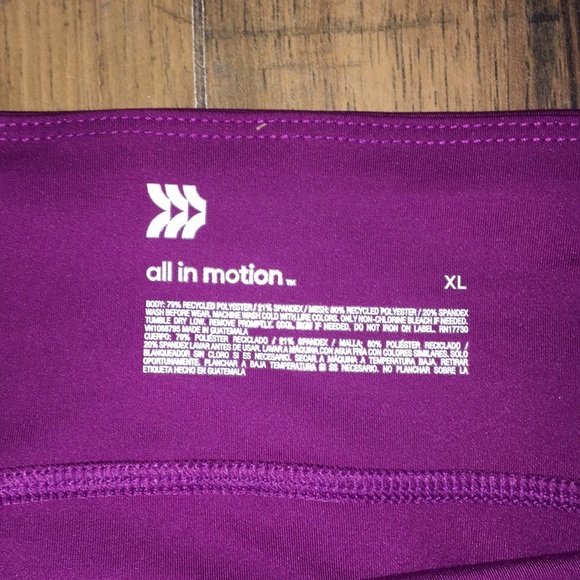 all in motion™
XL
BODY: 79% RECYCLED POLYESTER / 21% SPANDEX / MESH: 80% RECYCLED POLYESTER / 20% SPANDEX
WASH BEFORE WEAR. MACHINE WASH COLD WITH LIKE COLORS. ONLY NON-CHLORINE BLEACH IF NEEDED.
TUMBLE DRY LOW. REMOVE PROMPTLY. COOL IRON IF NEEDED, DO NOT IRON ON LABEL. RN17730
VN1088795 MADE IN GUATEMALA
CUERPO: 79% POLIÉSTER RECICLADO / 21% SPANDEX / MALLA: 80% POLIÉSTER RECICLADO /
20% SPANDEX LAVAR ANTES DE USAR. LAVAR A MÁQUINA CON AGUA FRÍA CON COLORES SIMILARES. SÓLO
BLANQUEADOR SIN CLORO SI ES NECESARIO. SECAR A MÁQUINA A TEMPERATURA BAJA. RETIRAR
OPORTUNAMENTE. PLANCHAR A BAJA TEMPERATURA SI ES NECESARIO. NO PLANCHAR SOBRE LA
ETIQUETA HECHO EN GUATEMALA